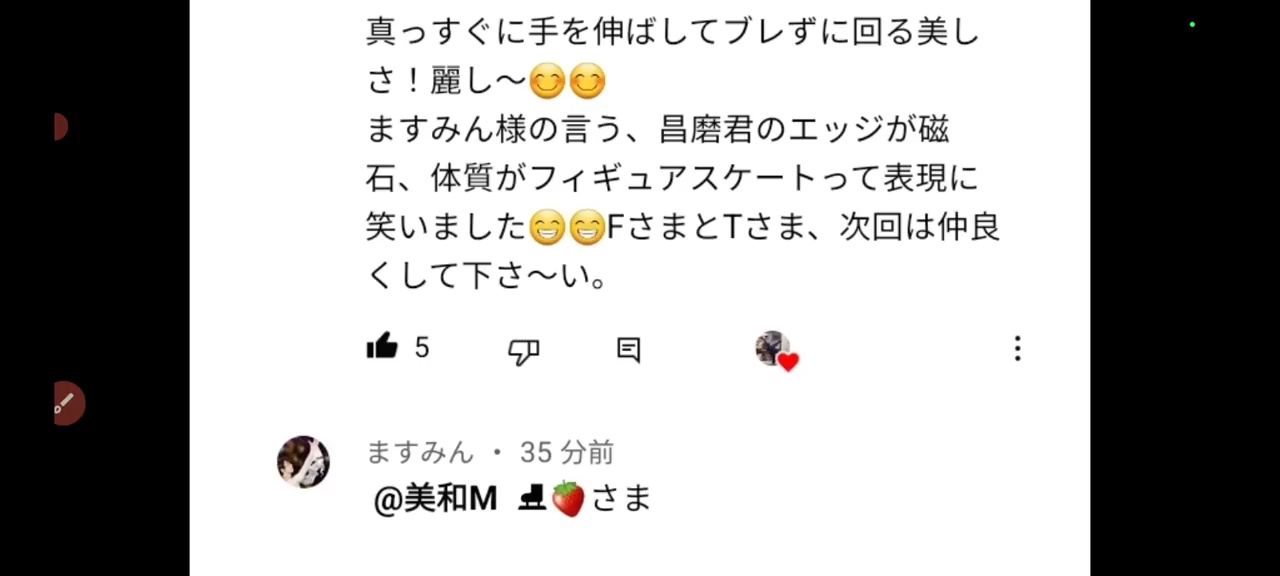 真っすぐに手を伸ばしてブレずに回る美し
さ！麗し〜😊😊
ますみん様の言う、昌磨君のエッジが磁
石、体質がフィギュアスケートって表現に
笑いました😁😁FさまとTさま、次回は仲良
くして下さ〜い。
5
ますみん・35 分前
@美和M ⛸🍓さま